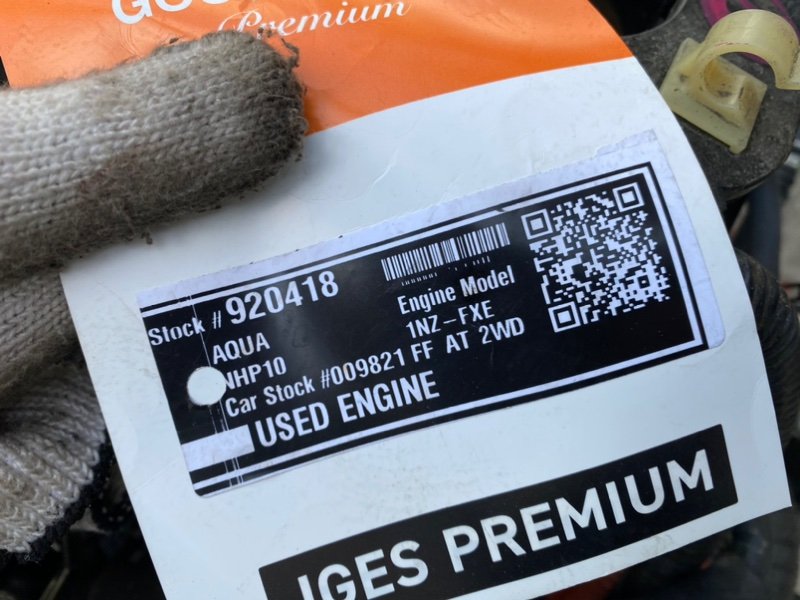 Premium
Stock # 920418
AQUA
NHP10
Engine Model
1NZ-FXE
Car Stock #009821 FF AT 2WD
USED ENGINE
IGES PREMIUM